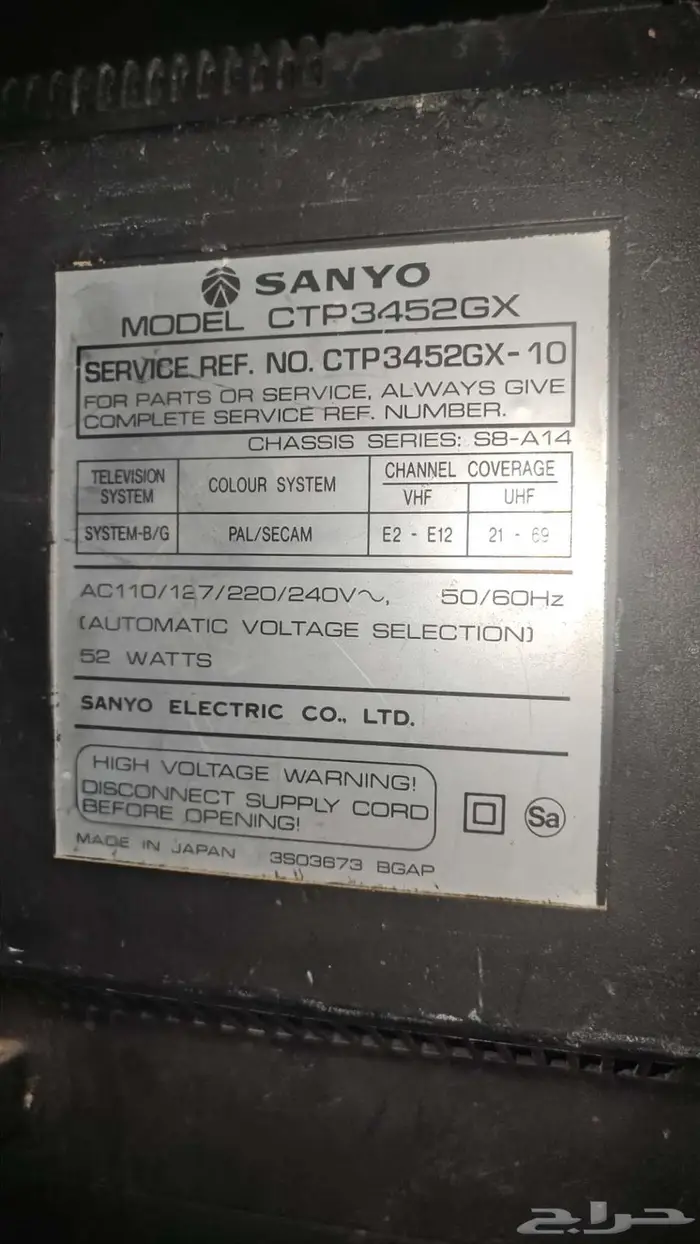 SANYO
MODEL CTP3452GX
SERVICE REF. NO. CTP3452GX-10
FOR PARTS OR SERVICE, ALWAYS GIVE
COMPLETE SERVICE REF. NUMBER.
CHASSIS SERIES: S8-A14
TELEVISION SYSTEM COLOUR SYSTEM CHANNEL COVERAGE
VHF UHF
SYSTEM-B/G PAL/SECAM E2 - E12 21 - 69
AC110/127/220/240V~, 50/60Hz
(AUTOMATIC VOLTAGE SELECTION)
52 WATTS
SANYO ELECTRIC CO., LTD.
HIGH VOLTAGE WARNING!
DISCONNECT SUPPLY CORD
BEFORE OPENING!
Sa
MADE IN JAPAN 3S03673 BGAP
حراج